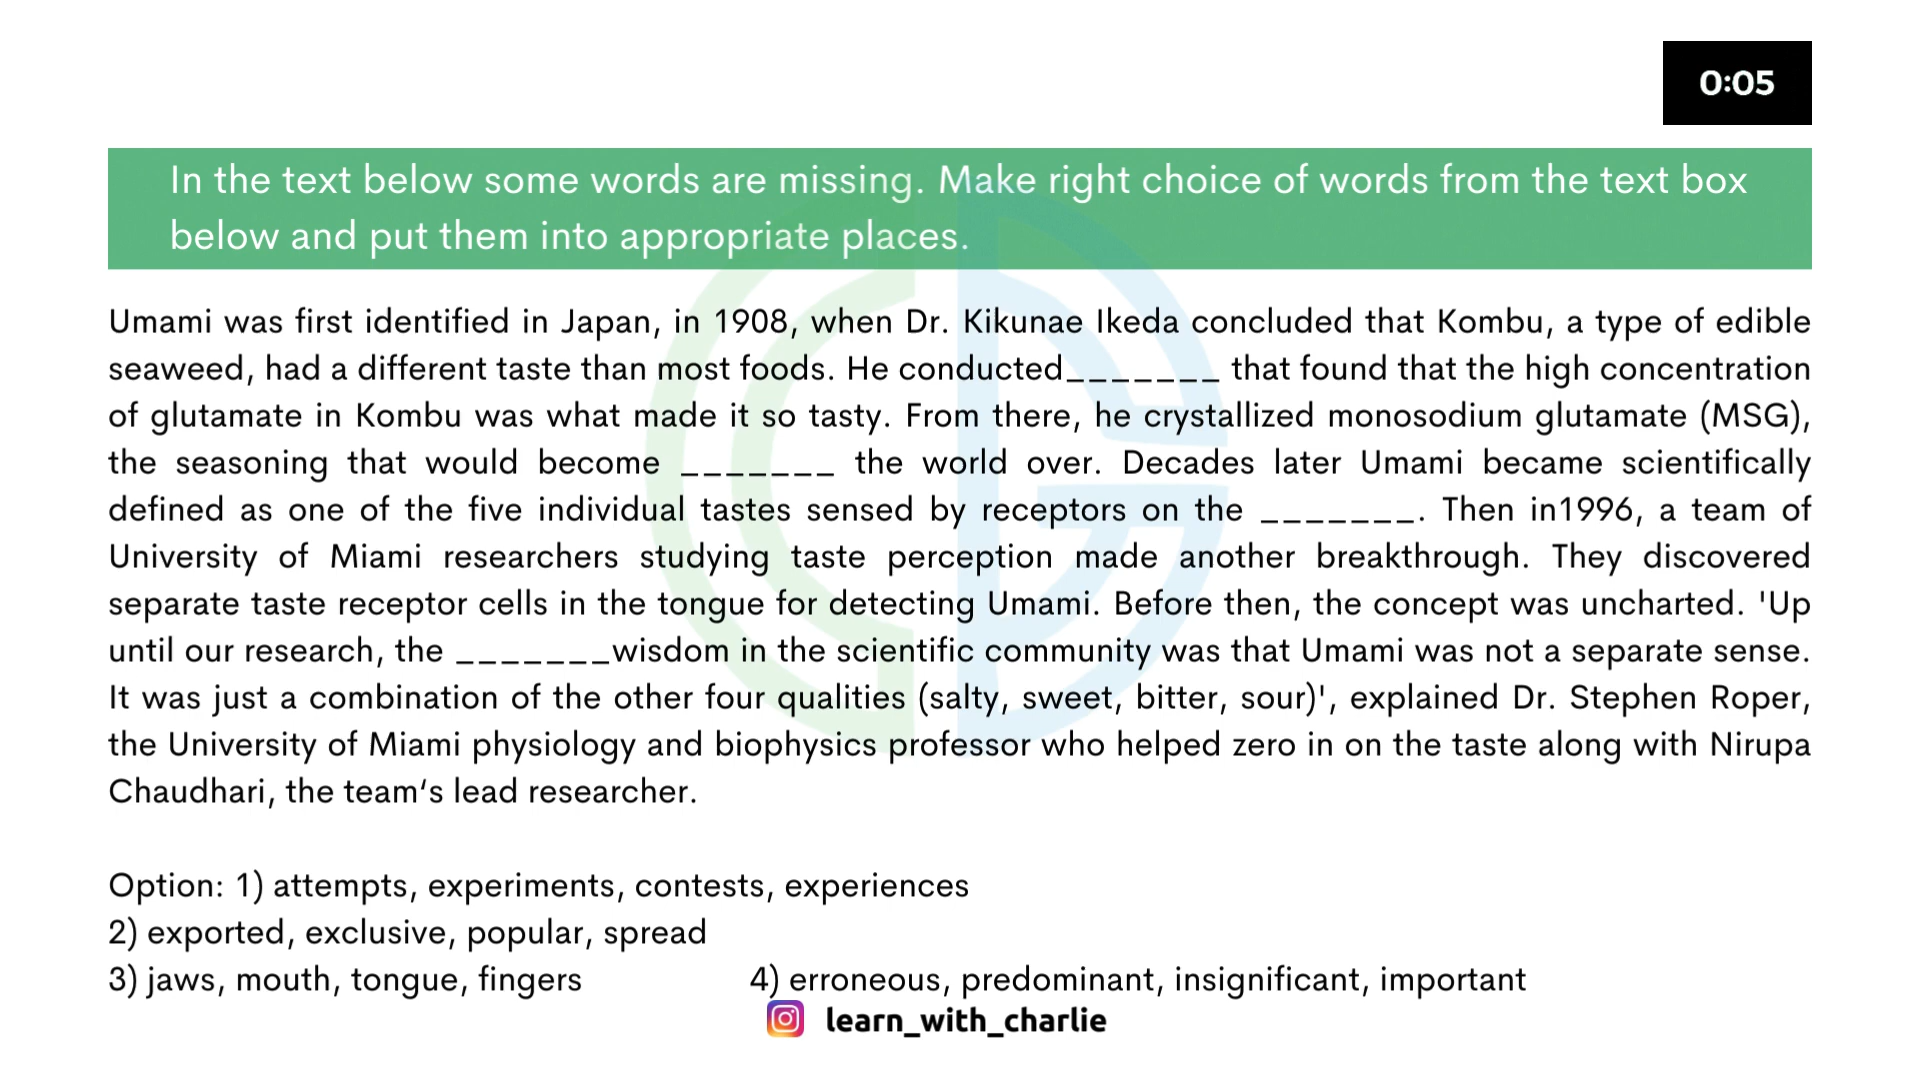 0:05
In the text below some words are missing. Make right choice of words from the text box
below and put them into appropriate places.
Umami was first identified in Japan, in 1908, when Dr. Kikunae Ikeda concluded that Kombu, a type of edible
seaweed, had a different taste than most foods. He conducted_______ that found that the high concentration
of glutamate in Kombu was what made it so tasty. From there, he crystallized monosodium glutamate (MSG),
the seasoning that would become _______ the world over. Decades later Umami became scientifically
defined as one of the five individual tastes sensed by receptors on the _______. Then in1996, a team of
University of Miami researchers studying taste perception made another breakthrough. They discovered
separate taste receptor cells in the tongue for detecting Umami. Before then, the concept was uncharted. 'Up
until our research, the _______wisdom in the scientific community was that Umami was not a separate sense.
It was just a combination of the other four qualities (salty, sweet, bitter, sour)', explained Dr. Stephen Roper,
the University of Miami physiology and biophysics professor who helped zero in on the taste along with Nirupa
Chaudhari, the team‘s lead researcher.
Option: 1) attempts, experiments, contests, experiences
2) exported, exclusive, popular, spread
3) jaws, mouth, tongue, fingers 4) erroneous, predominant, insignificant, important
learn_with_charlie